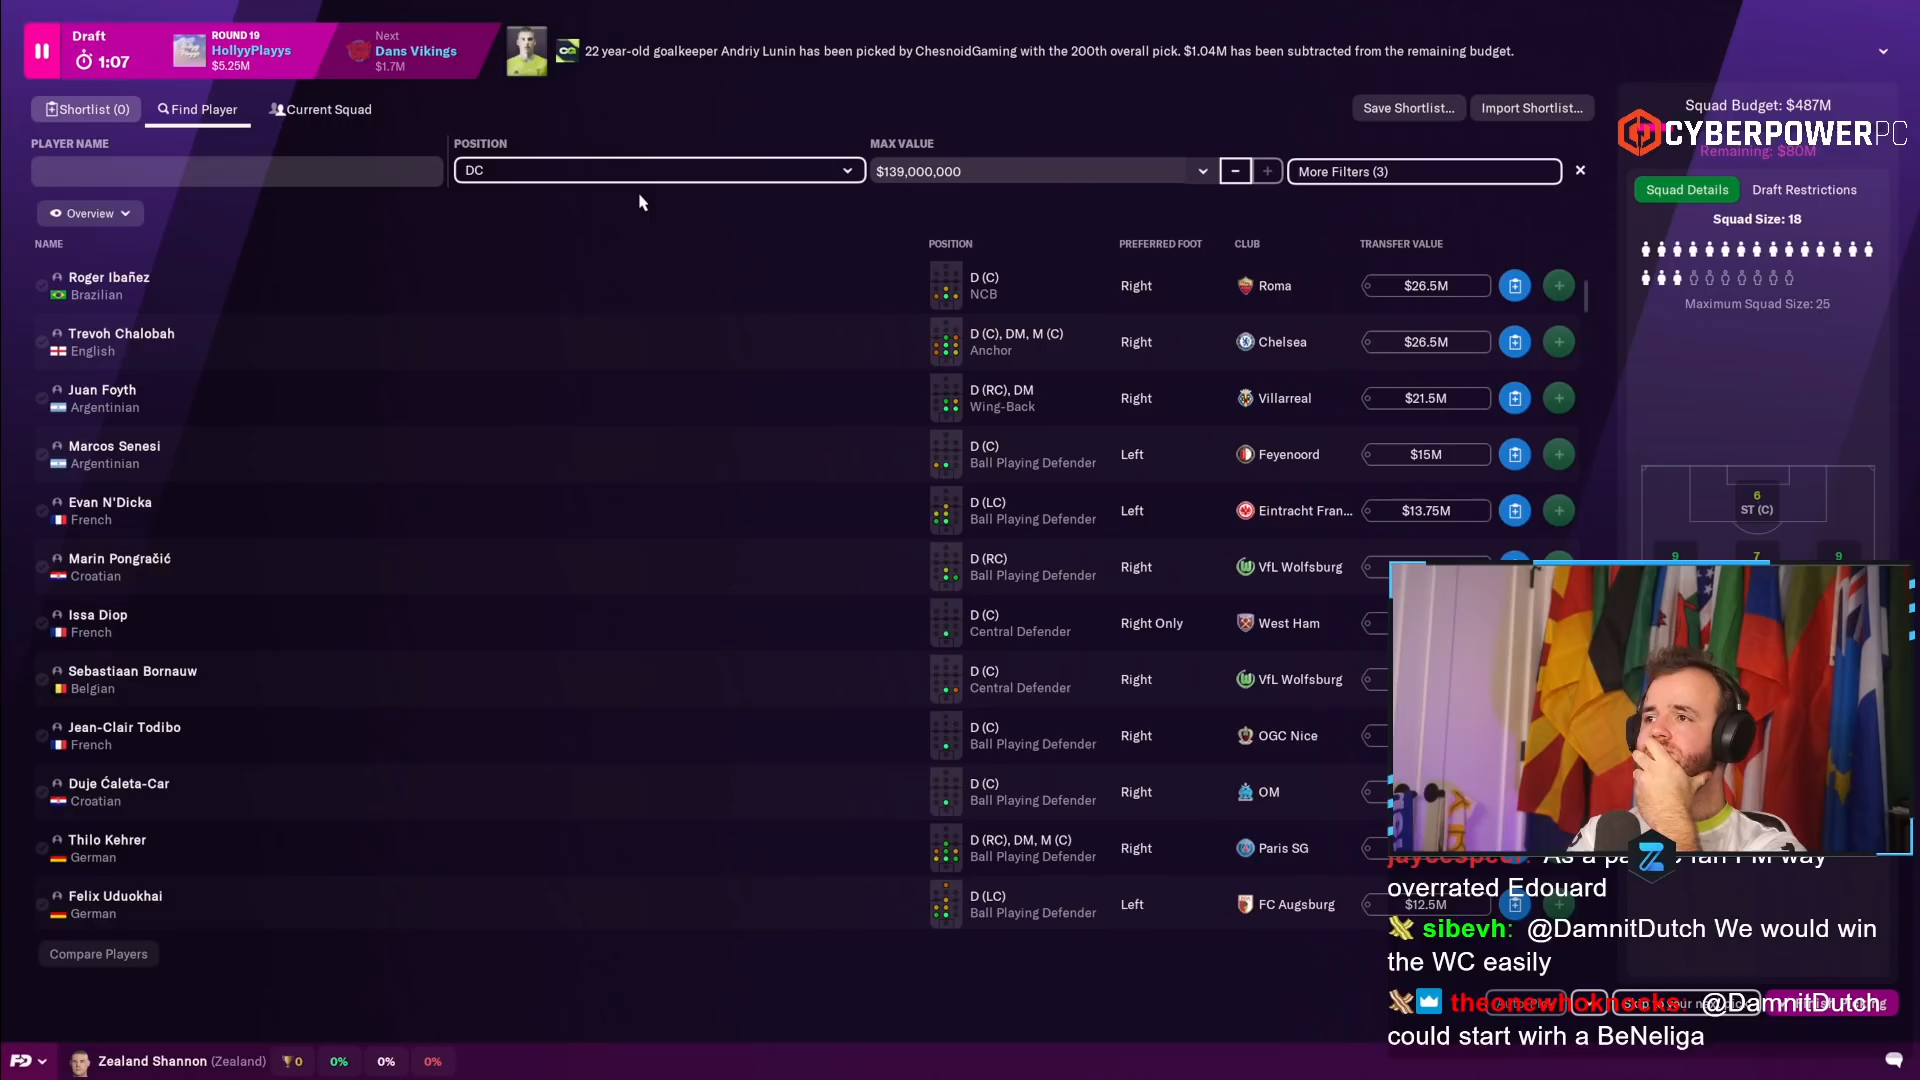 Draft
1:07
ROUND 19
HollyyPlayys
$5.25M
Next
Dans Vikings
$1.7M
22 year-old goalkeeper Andriy Lunin has been picked by ChesnoidGaming with the 200th overall pick. $1.04M has been subtracted from the remaining budget.
Shortlist (0)
Find Player
Current Squad
Save Shortlist...
Import Shortlist...
Squad Budget: $487M
CYBERPOWERPC
Remaining: $80M
PLAYER NAME
POSITION
MAX VALUE
DC
$139,000,000
More Filters (3)
Squad Details
Draft Restrictions
Squad Size: 18
Maximum Squad Size: 25
Overview
NAME
POSITION
PREFERRED FOOT
CLUB
TRANSFER VALUE
Roger Ibañez
Brazilian
D (C)
NCB
Right
Roma
$26.5M
Trevoh Chalobah
English
D (C), DM, M (C)
Anchor
Right
Chelsea
$26.5M
Juan Foyth
Argentinian
D (RC), DM
Wing-Back
Right
Villarreal
$21.5M
Marcos Senesi
Argentinian
D (C)
Ball Playing Defender
Left
Feyenoord
$15M
Evan N'Dicka
French
D (LC)
Ball Playing Defender
Left
Eintracht Fran...
$13.75M
Marin Pongračić
Croatian
D (RC)
Ball Playing Defender
Right
VfL Wolfsburg
Issa Diop
French
D (C)
Central Defender
Right Only
West Ham
Sebastiaan Bornauw
Belgian
D (C)
Central Defender
Right
VfL Wolfsburg
Jean-Clair Todibo
French
D (C)
Ball Playing Defender
Right
OGC Nice
Duje Ćaleta-Car
Croatian
D (C)
Ball Playing Defender
Right
OM
Thilo Kehrer
German
D (RC), DM, M (C)
Ball Playing Defender
Right
Paris SG
Felix Uduokhai
German
D (LC)
Ball Playing Defender
Left
FC Augsburg
$12.5M
6
ST (C)
9
7
9
Compare Players
fan FM way
overrated Edouard
sibevh: @DamnitDutch We would win
the WC easily
theonewhoknocks: @DamnitDutch
could start wirh a BeNeliga
FD
Zealand Shannon (Zealand)
0
0%
0%
0%